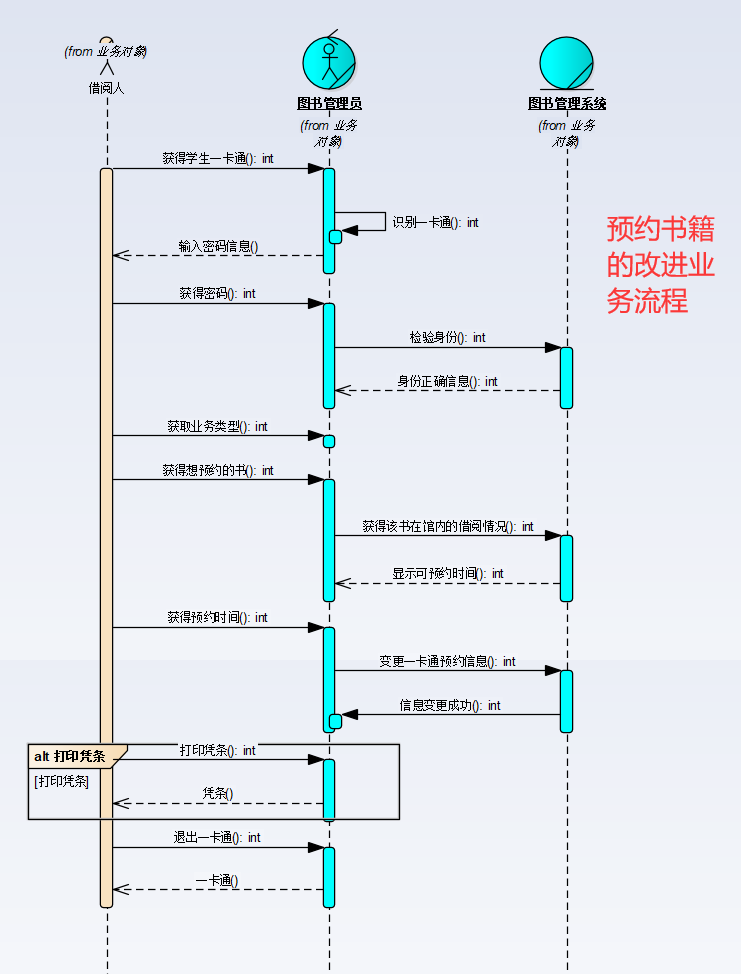 (from 业务对象)
借阅人
图书管理员
(from 业务
对象)
图书管理系统
(from 业务
对象)
获得学生一卡通(): int
识别一卡通(): int
输入密码信息()
预约书籍
的改进业
务流程
获得密码(): int
检验身份(): int
身份正确信息(): int
获取业务类型(): int
获得想预约的书(): int
获得该书在馆内的借阅情况(): int
显示可预约时间(): int
获得预约时间(): int
变更一卡通预约信息(): int
信息变更成功(): int
alt 打印凭条
打印凭条(): int
[打印凭条]
凭条()
退出一卡通(): int
一卡通()